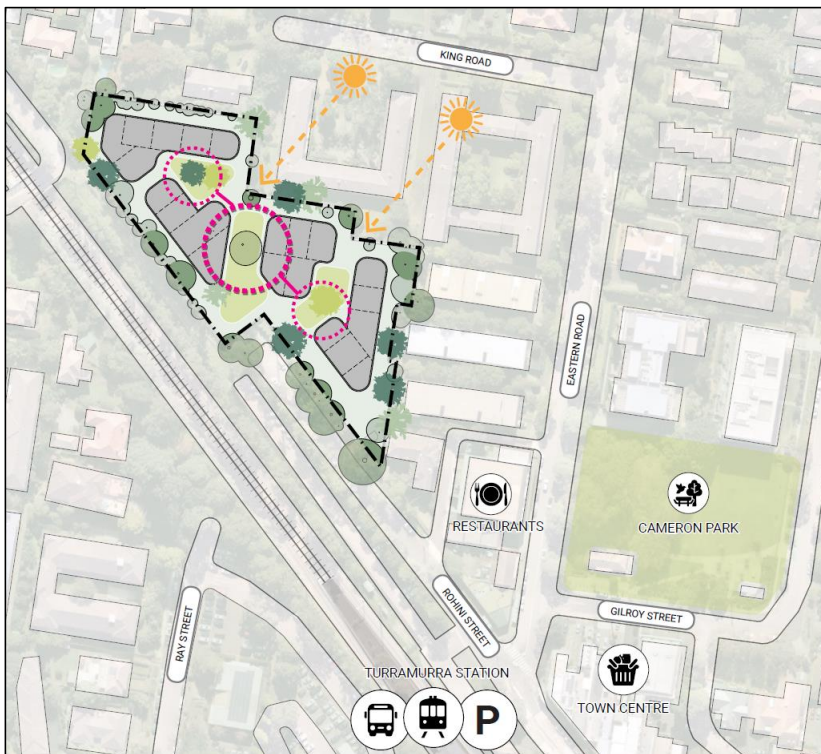 KING ROAD
EASTERN ROAD
RESTAURANTS
CAMERON PARK
ROHINI STREET
GILROY STREET
RAY STREET
TURRAMURRA STATION
P
TOWN CENTRE